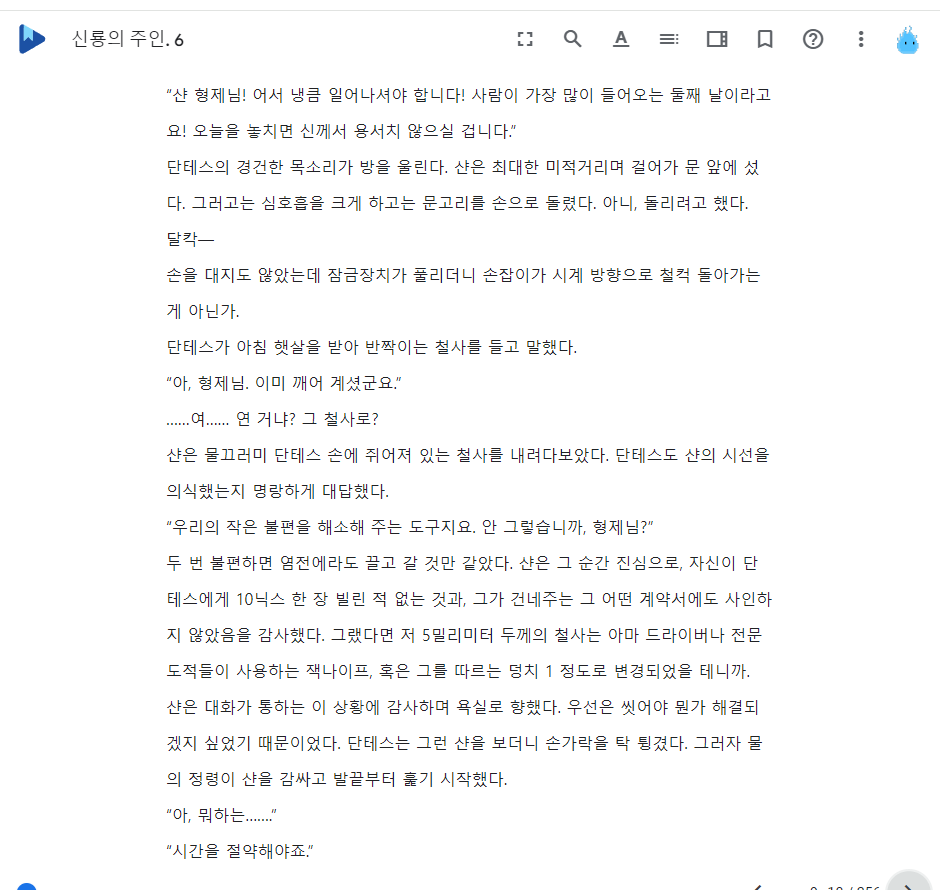 신룡의 주인. 6
“샨 형제님! 어서 냉큼 일어나셔야 합니다! 사람이 가장 많이 들어오는 둘째 날이라고
요! 오늘을 놓치면 신께서 용서치 않으실 겁니다.”
단테스의 경건한 목소리가 방을 울린다. 샨은 최대한 미적거리며 걸어가 문 앞에 섰
다. 그러고는 심호흡을 크게 하고는 문고리를 손으로 돌렸다. 아니, 돌리려고 했다.
달칵—
손을 대지도 않았는데 잠금장치가 풀리더니 손잡이가 시계 방향으로 철컥 돌아가는
게 아닌가.
단테스가 아침 햇살을 받아 반짝이는 철사를 들고 말했다.
“아, 형제님. 이미 깨어 계셨군요.”
……여…… 연 거냐? 그 철사로?
샨은 물끄러미 단테스 손에 쥐어져 있는 철사를 내려다보았다. 단테스도 샨의 시선을
의식했는지 명랑하게 대답했다.
“우리의 작은 불편을 해소해 주는 도구지요. 안 그렇습니까, 형제님?”
두 번 불편하면 염전에라도 끌고 갈 것만 같았다. 샨은 그 순간 진심으로, 자신이 단
테스에게 10닉스 한 장 빌린 적 없는 것과, 그가 건네주는 그 어떤 계약서에도 사인하
지 않았음을 감사했다. 그랬다면 저 5밀리미터 두께의 철사는 아마 드라이버나 전문
도적들이 사용하는 잭나이프, 혹은 그를 따르는 덩치 1 정도로 변경되었을 테니까.
샨은 대화가 통하는 이 상황에 감사하며 욕실로 향했다. 우선은 씻어야 뭔가 해결되
겠지 싶었기 때문이었다. 단테스는 그런 샨을 보더니 손가락을 탁 튕겼다. 그러자 물
의 정령이 샨을 감싸고 발끝부터 훑기 시작했다.
“아, 뭐하는…….”
“시간을 절약해야죠.”